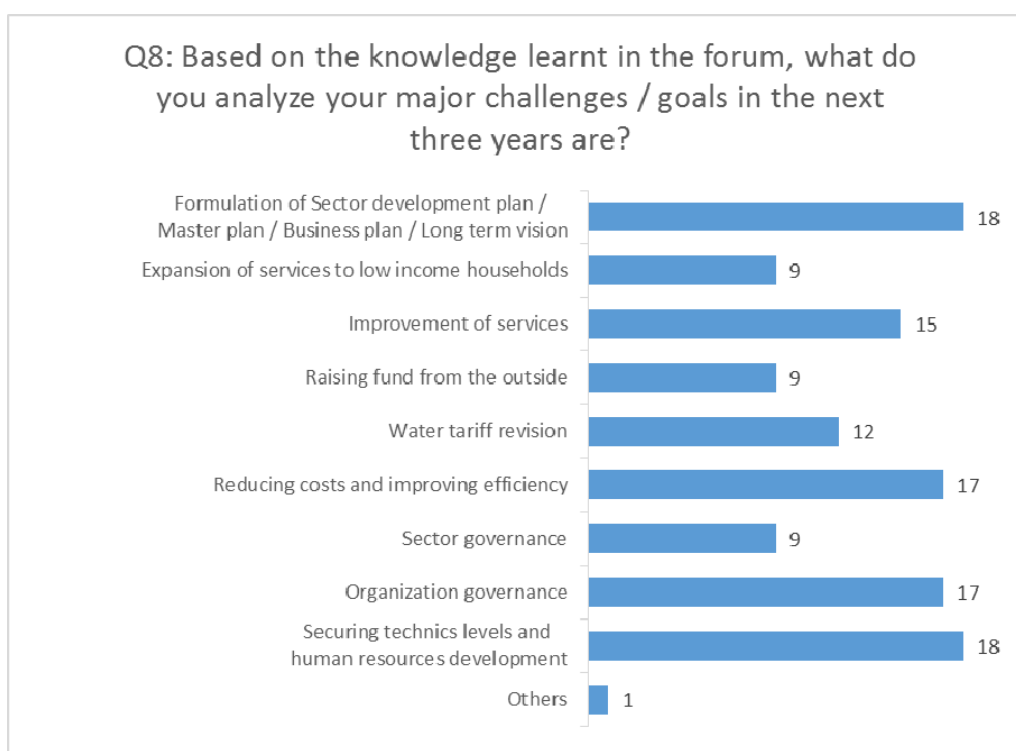 Q8: Based on the knowledge learnt in the forum, what do
you analyze your major challenges / goals in the next
three years are?
Formulation of Sector development plan /
Master plan / Business plan / Long term vision
18
Expansion of services to low income households
9
Improvement of services
15
Raising fund from the outside
9
Water tariff revision
12
Reducing costs and improving efficiency
17
Sector governance
9
Organization governance
17
Securing technics levels and
human resources development
18
Others
1